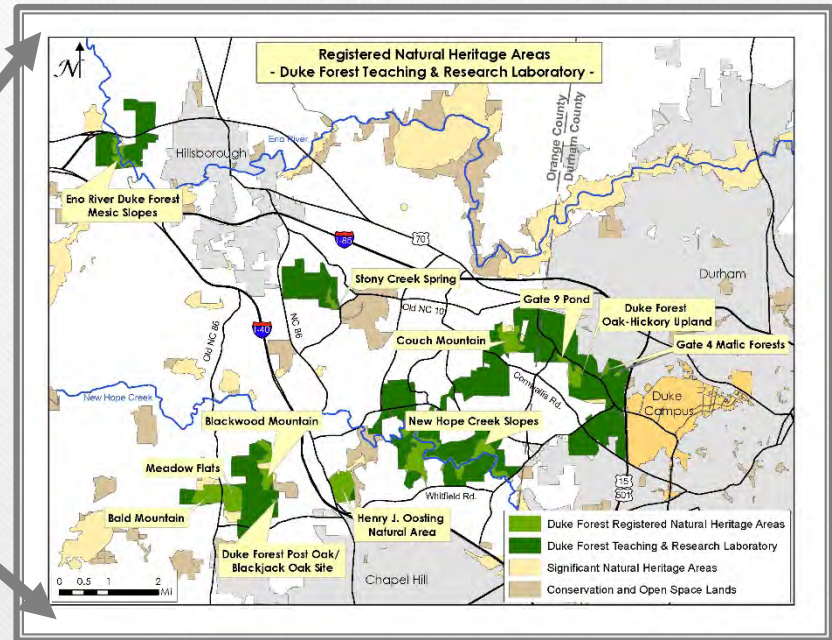 Registered Natural Heritage Areas
- Duke Forest Teaching & Research Laboratory -
N
Eno River
Hillsborough
Orange County
Durham County
Eno River Duke Forest
Mesic Slopes
I-85
70
Durham
Stony Creek Spring
Gate 9 Pond
Duke Forest
Oak-Hickory Upland
Old NC 10
Old NC 86
I-40
NC 86
Couch Mountain
Gate 4 Mafic Forests
Cornwallis Rd.
Duke
Campus
New Hope Creek
Blackwood Mountain
New Hope Creek Slopes
Meadow Flats
15
501
Whitfield Rd.
Bald Mountain
Henry J. Oosting
Natural Area
Duke Forest Post Oak/
Blackjack Oak Site
Chapel Hill
0 0.5 1 2
Mi
Duke Forest Registered Natural Heritage Areas
Duke Forest Teaching & Research Laboratory
Significant Natural Heritage Areas
Conservation and Open Space Lands